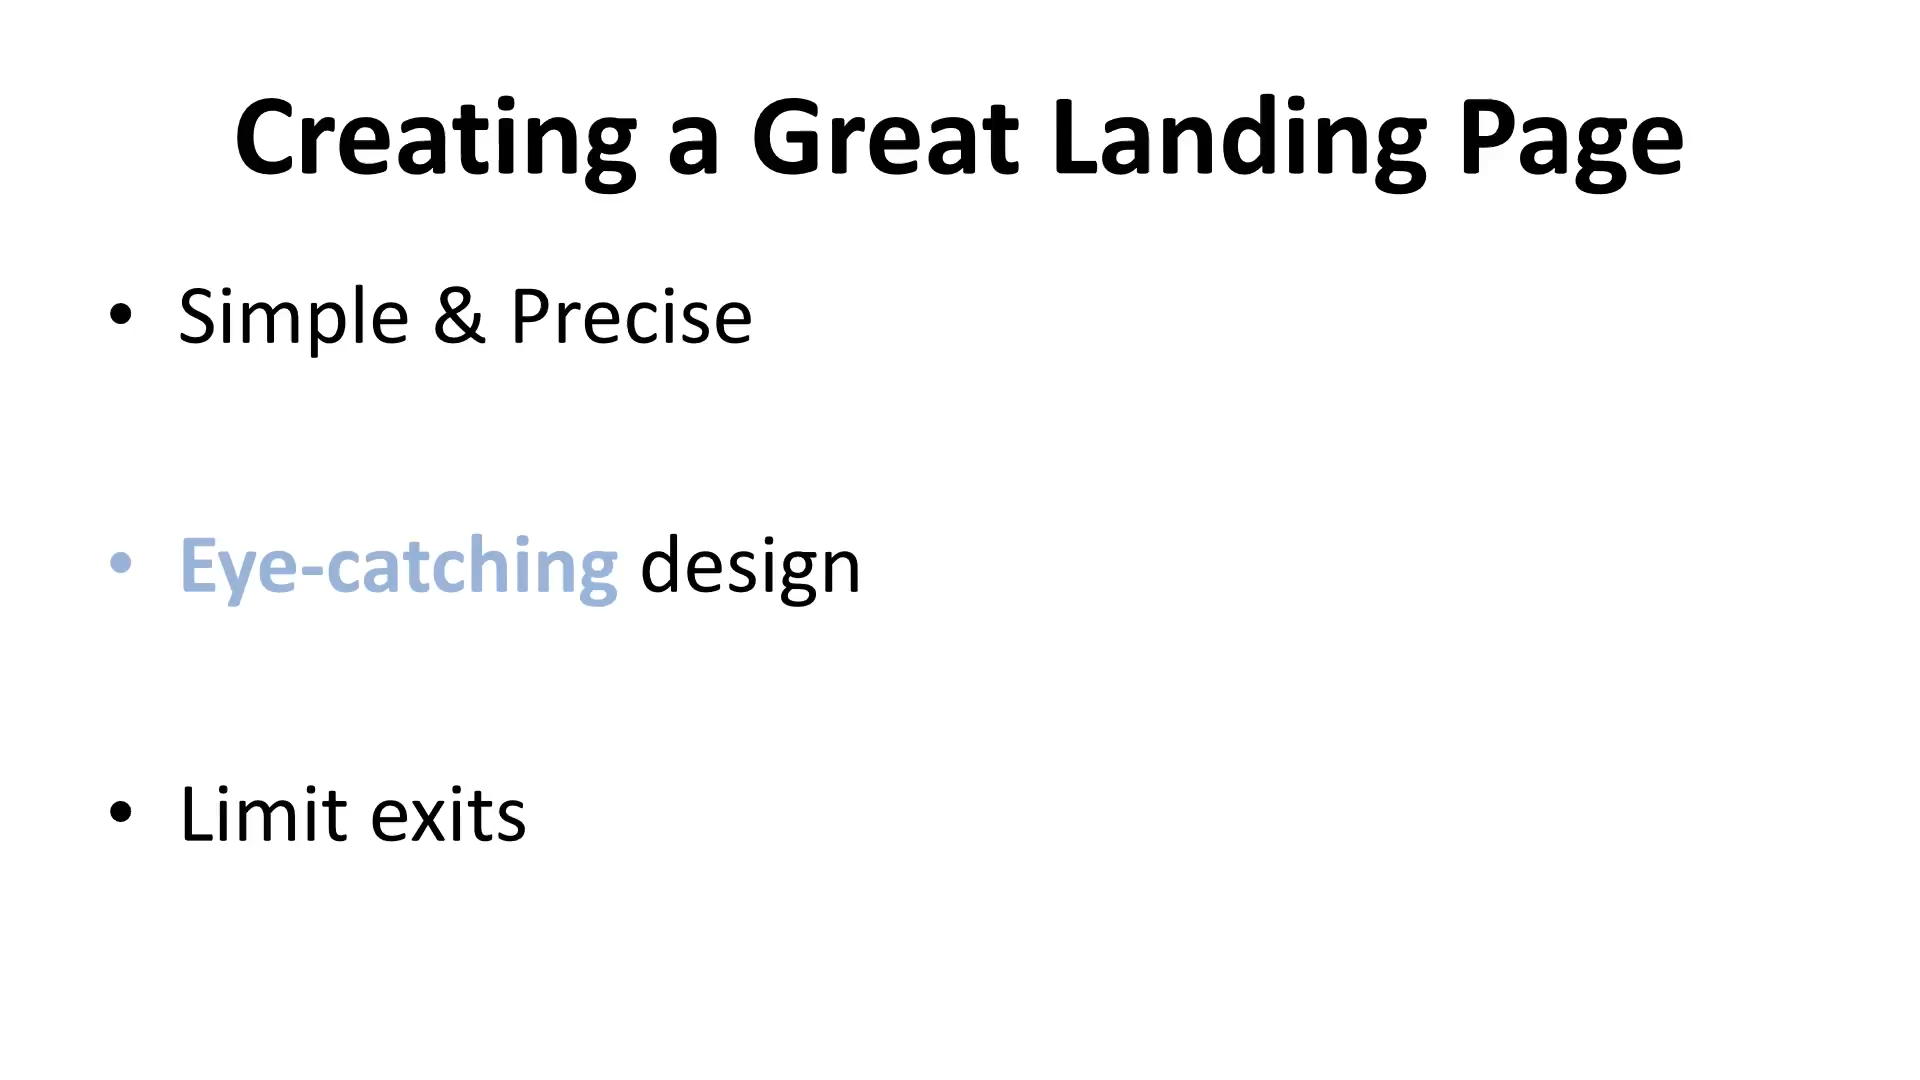 Creating a Great Landing Page
• Simple & Precise
• Eye-catching design
• Limit exits